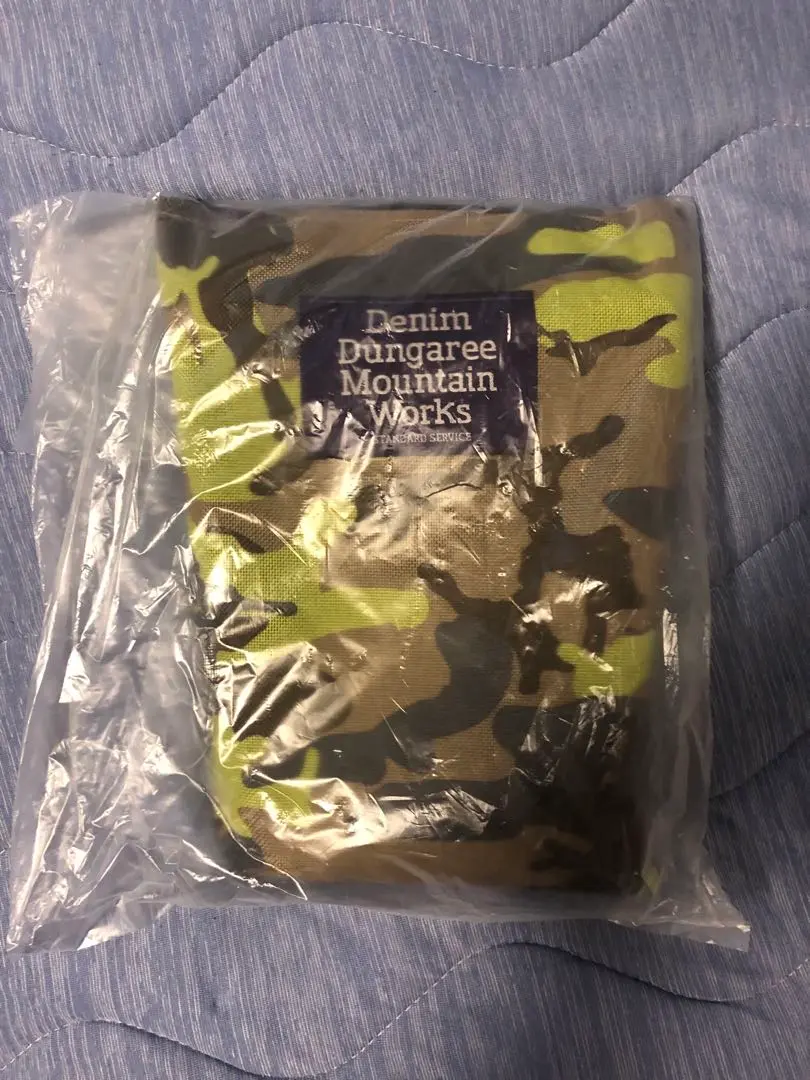 Denim
Dungaree
Mountain
Works
STANDARD SERVICE